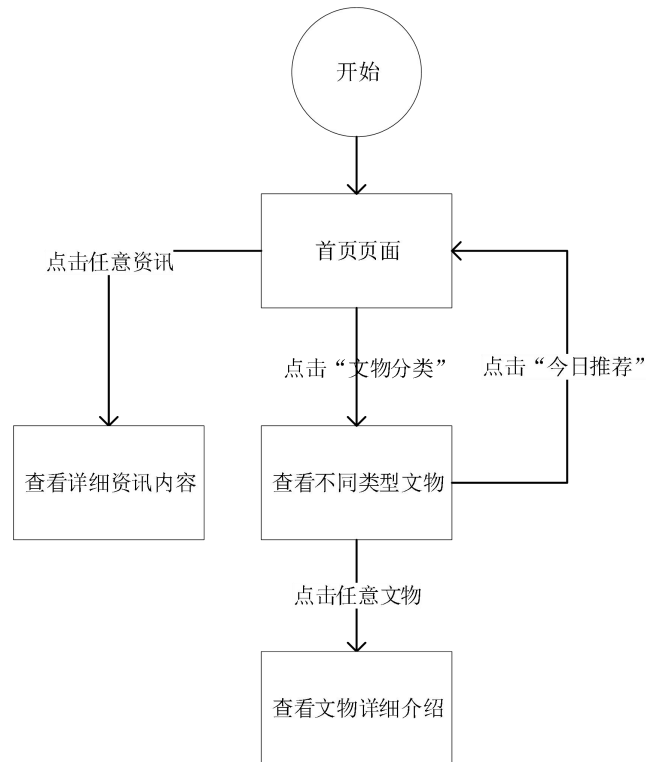 开始
首页页面
点击任意资讯
点击“文物分类”
点击“今日推荐”
查看详细资讯内容
查看不同类型文物
点击任意文物
查看文物详细介绍